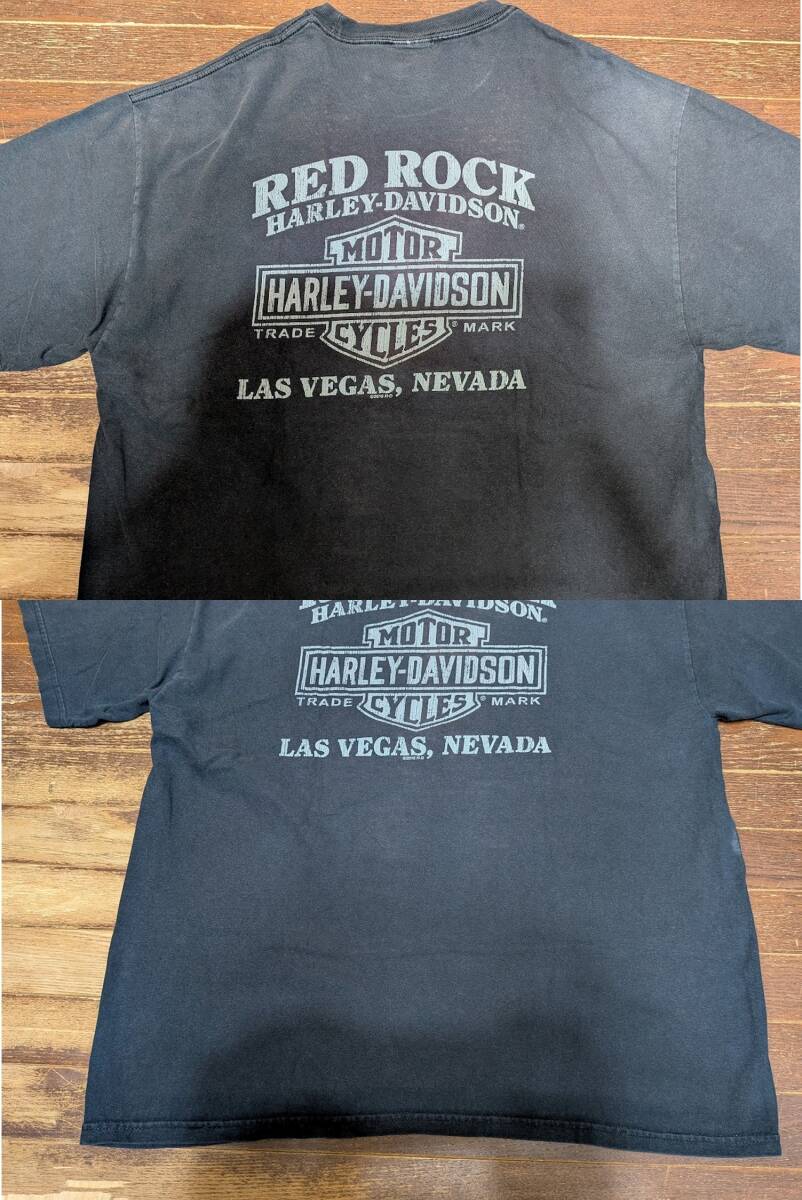 RED ROCK
HARLEY-DAVIDSON®
MOTOR
HARLEY-DAVIDSON
TRADE CYCLES® MARK
LAS VEGAS, NEVADA
HARLEY-DAVIDSON®
MOTOR
HARLEY-DAVIDSON
TRADE CYCLES® MARK
LAS VEGAS, NEVADA